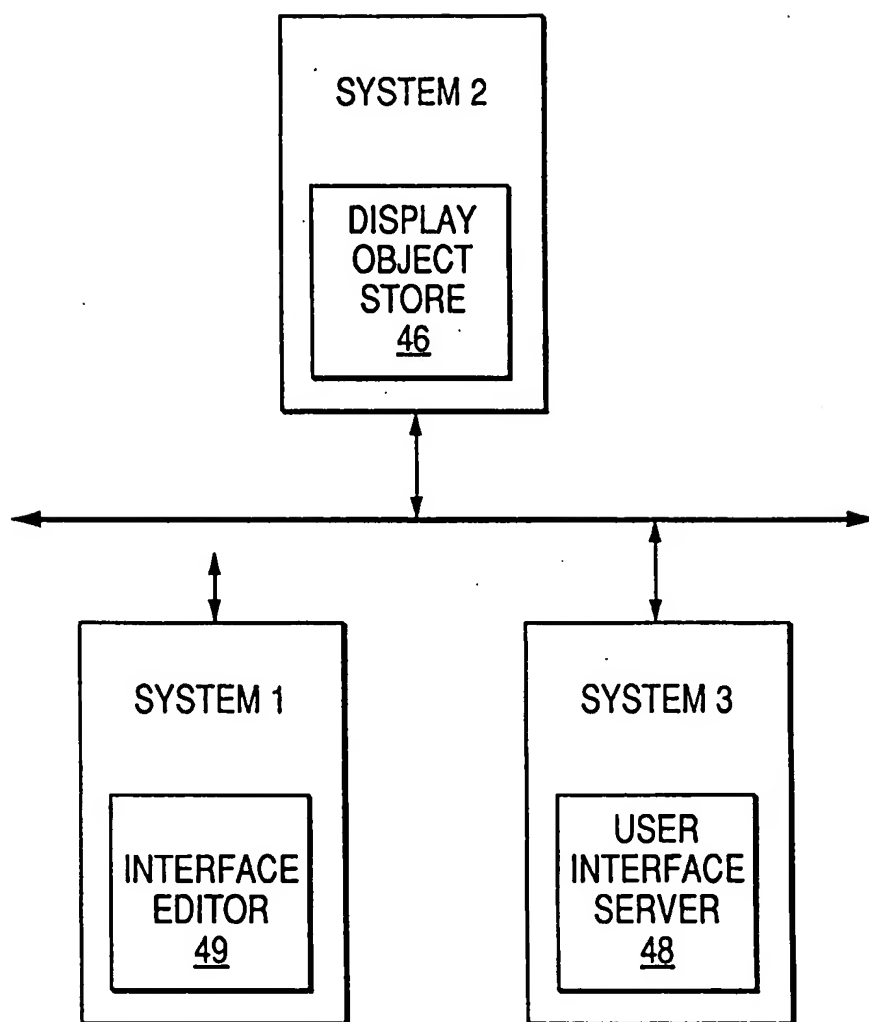 SYSTEM 2
DISPLAY
OBJECT
STORE
46
SYSTEM 1
INTERFACE
EDITOR
49
SYSTEM 3
USER
INTERFACE
SERVER
48